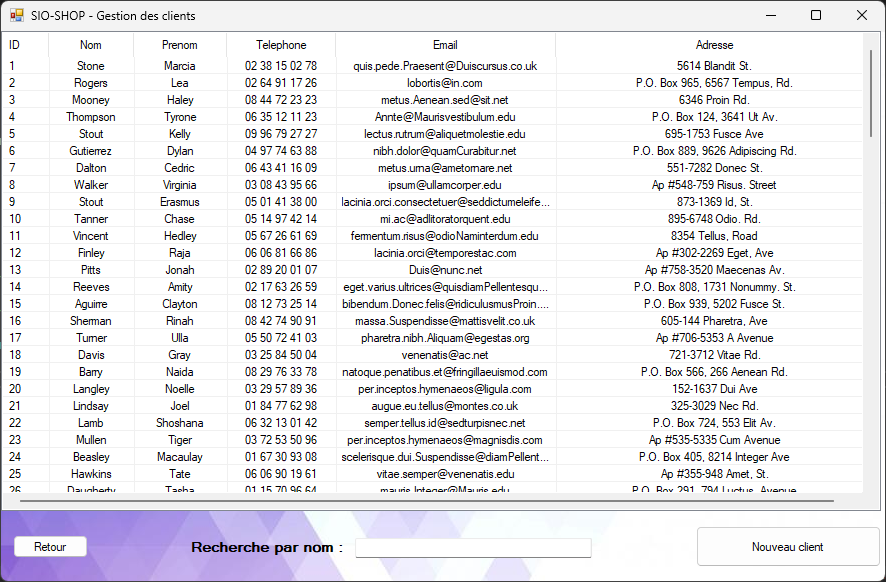 SIO-SHOP - Gestion des clients
ID Nom Prenom Telephone Email Adresse
1 Stone Marcia 02 38 15 02 78 quis.pede.Praesent@Duiscursus.co.uk 5614 Blandit St.
2 Rogers Lea 02 64 91 17 26 lobortis@in.com P.O. Box 965, 6567 Tempus, Rd.
3 Mooney Haley 08 44 72 23 23 metus.Aenean.sed@sit.net 6346 Proin Rd.
4 Thompson Tyrone 06 35 12 11 23 Annte@Maurisvestibulum.edu P.O. Box 124, 3641 Ut Av.
5 Stout Kelly 09 96 79 27 27 lectus.rutrum@aliquetmolestie.edu 695-1753 Fusce Ave
6 Gutierrez Dylan 04 97 74 63 88 nibh.dolor@quamCurabitur.net P.O. Box 889, 9626 Adipiscing Rd.
7 Dalton Cedric 06 43 41 16 09 metus.urna@ametornare.net 551-7282 Donec St.
8 Walker Virginia 03 08 43 95 66 ipsum@ullamcorper.edu Ap #548-759 Risus. Street
9 Stout Erasmus 05 01 41 38 00 lacinia.orci.consectetuer@seddictumeleife... 873-1369 Id, St.
10 Tanner Chase 05 14 97 42 14 mi.ac@adlitoratorquent.edu 895-6748 Odio. Rd.
11 Vincent Hedley 05 67 26 61 69 fermentum.risus@odioNaminterdum.edu 8354 Tellus, Road
12 Finley Raja 06 06 81 66 86 lacinia.orci@temporestac.com Ap #302-2269 Eget, Ave
13 Pitts Jonah 02 89 20 01 07 Duis@nunc.net Ap #758-3520 Maecenas Av.
14 Reeves Amity 02 17 63 26 59 eget.varius.ultrices@quisdiamPellentesqu... P.O. Box 808, 1731 Nonummy. St.
15 Aguirre Clayton 08 12 73 25 14 bibendum.Donec.felis@ridiculusmusProin.... P.O. Box 939, 5202 Fusce St.
16 Sherman Rinah 08 42 74 90 91 massa.Suspendisse@mattisvelit.co.uk 605-144 Pharetra, Ave
17 Turner Ulla 05 50 72 41 03 pharetra.nibh.Aliquam@egestas.org Ap #706-5353 A Avenue
18 Davis Gray 03 25 84 50 04 venenatis@ac.net 721-3712 Vitae Rd.
19 Barry Naida 08 29 76 33 78 natoque.penatibus.et@fringillaeuismod.com P.O. Box 566, 266 Aenean Rd.
20 Langley Noelle 03 29 57 89 36 per.inceptos.hymenaeos@ligula.com 152-1637 Dui Ave
21 Lindsay Joel 01 84 77 62 98 augue.eu.tellus@montes.co.uk 325-3029 Nec Rd.
22 Lamb Shoshana 06 32 13 01 42 semper.tellus.id@sedturpisnec.net P.O. Box 724, 553 Elit Av.
23 Mullen Tiger 03 72 53 50 96 per.inceptos.hymenaeos@magnisdis.com Ap #535-5335 Cum Avenue
24 Beasley Macaulay 01 67 30 93 08 scelerisque.dui.Suspendisse@diamPellent... P.O. Box 405, 8214 Integer Ave
25 Hawkins Tate 06 06 90 19 61 vitae.semper@venenatis.edu Ap #355-948 Amet, St.
26 Daugherty Tasha 01 15 70 96 64 mauris.Integer@Mauris.edu P.O. Box 291, 794 Luctus, Avenue
Retour Recherche par nom : Nouveau client